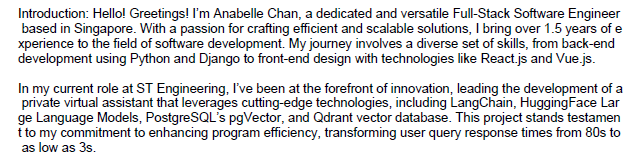 Introduction: Hello! Greetings! I'm Anabelle Chan, a dedicated and versatile Full-Stack Software Engineer
based in Singapore. With a passion for crafting efficient and scalable solutions, I bring over 1.5 years of e
xperience to the field of software development. My journey involves a diverse set of skills, from back-end
development using Python and Django to front-end design with technologies like React.js and Vue.js.
In my current role at ST Engineering, I've been at the forefront of innovation, leading the development of a
private virtual assistant that leverages cutting-edge technologies, including LangChain, HuggingFace Lar
ge Language Models, PostgreSQL's pgVector, and Qdrant vector database. This project stands testamen
t to my commitment to enhancing program efficiency, transforming user query response times from 80s to
as low as 3s.